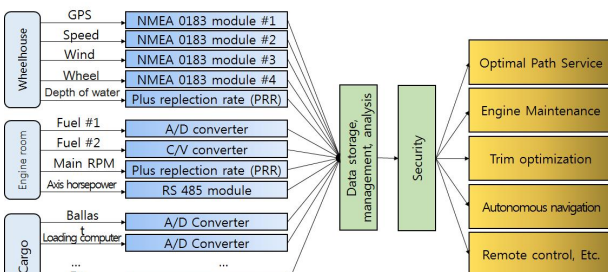 Wheelhouse
GPS
NMEA 0183 module #1
Speed
NMEA 0183 module #2
Wind
NMEA 0183 module #3
Wheel
NMEA 0183 module #4
Depth of water
Plus replection rate (PRR)
Engine room
Fuel #1
A/D converter
Fuel #2
C/V converter
Main RPM
Plus replection rate (PRR)
Axis horsepower
RS 485 module
Cargo
Ballas
t
A/D Converter
Loading computer
A/D Converter
...
...
Data storage,
management, analysis
Security
Optimal Path Service
Engine Maintenance
Trim optimization
Autonomous navigation
Remote control, Etc.